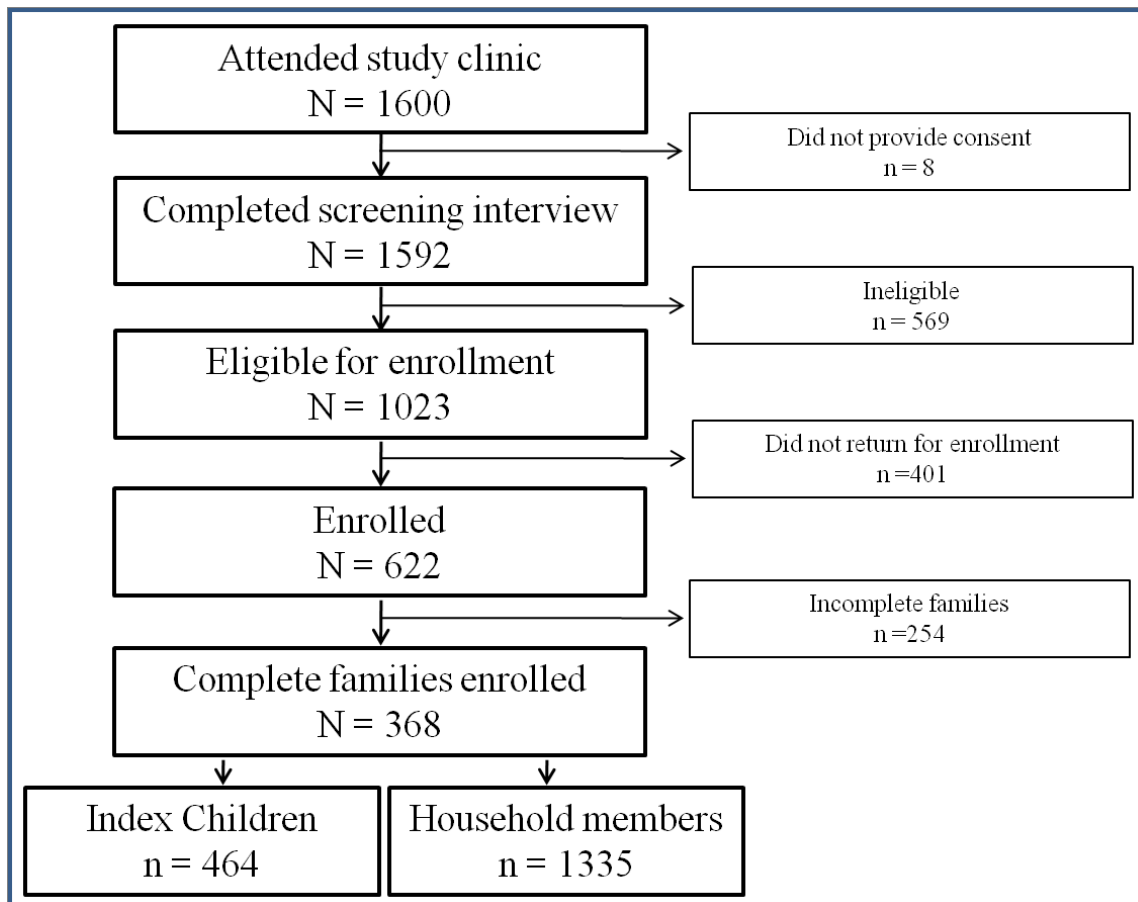 Attended study clinic
N = 1600
Did not provide consent
n = 8
Completed screening interview
N = 1592
Ineligible
n = 569
Eligible for enrollment
N = 1023
Did not return for enrollment
n =401
Enrolled
N = 622
Incomplete families
n =254
Complete families enrolled
N = 368
Index Children
n = 464
Household members
n = 1335